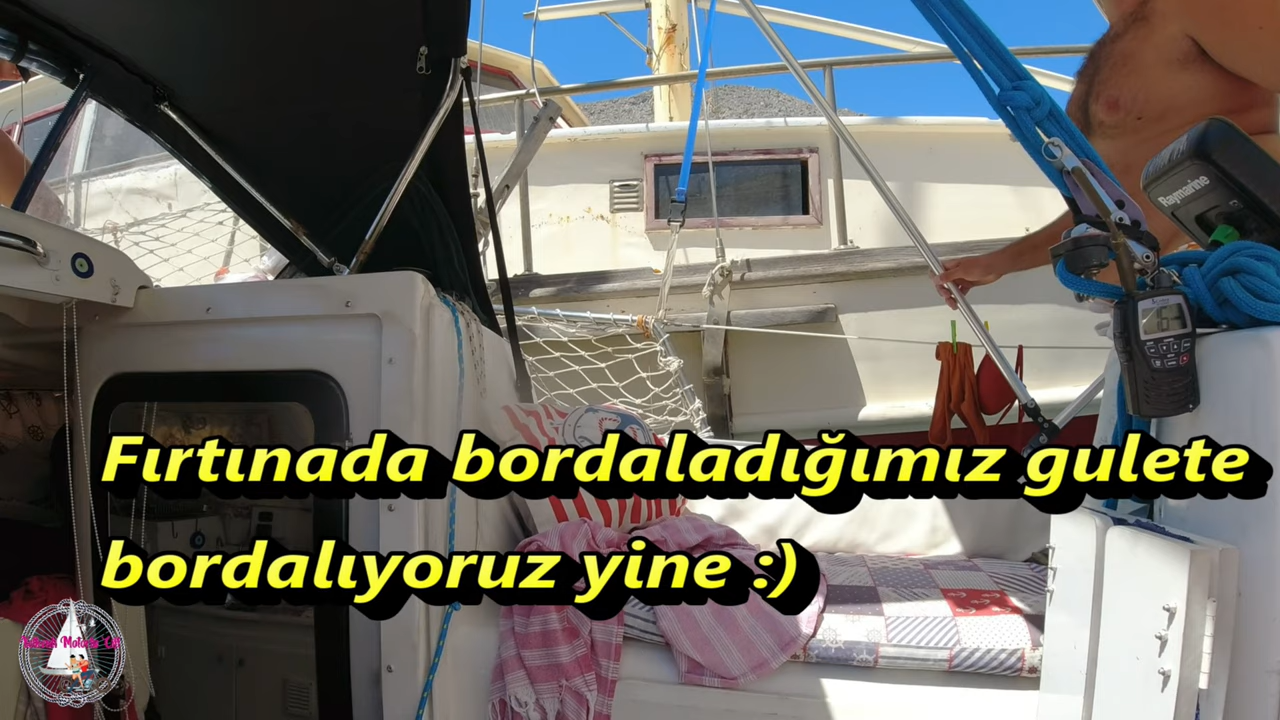 Raymarine
Fırtınada bordaladığımız gulete
bordalıyoruz yine :)